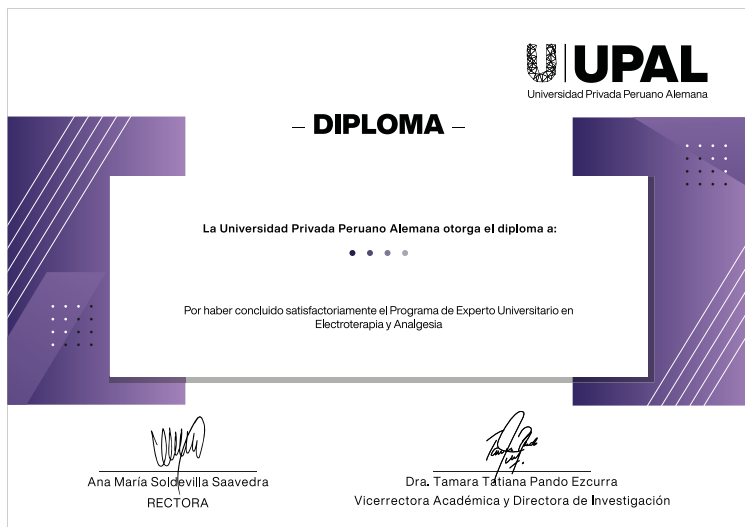 UPAL
Universidad Privada Peruano Alemana
– DIPLOMA –
La Universidad Privada Peruano Alemana otorga el diploma a:
Por haber concluido satisfactoriamente el Programa de Experto Universitario en
Electroterapia y Analgesia
Ana María Soldevilla Saavedra
RECTORA
Dra. Tamara Tatiana Pando Ezcurra
Vicerrectora Académica y Directora de Investigación